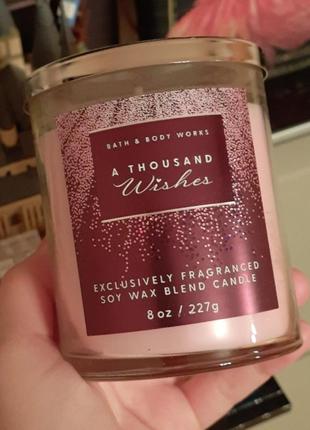 BATH & BODY WORKS
A THOUSAND
Wishes
EXCLUSIVELY FRAGRANCED
SOY WAX BLEND CANDLE
8 oz / 227g